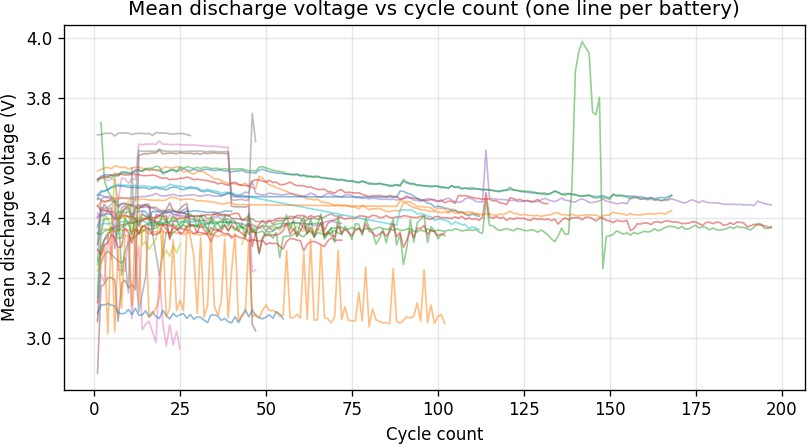 Mean discharge voltage vs cycle count (one line per battery)
Mean discharge voltage (V)
4.0
3.8
3.6
3.4
3.2
3.0
0 25 50 75 100 125 150 175 200
Cycle count